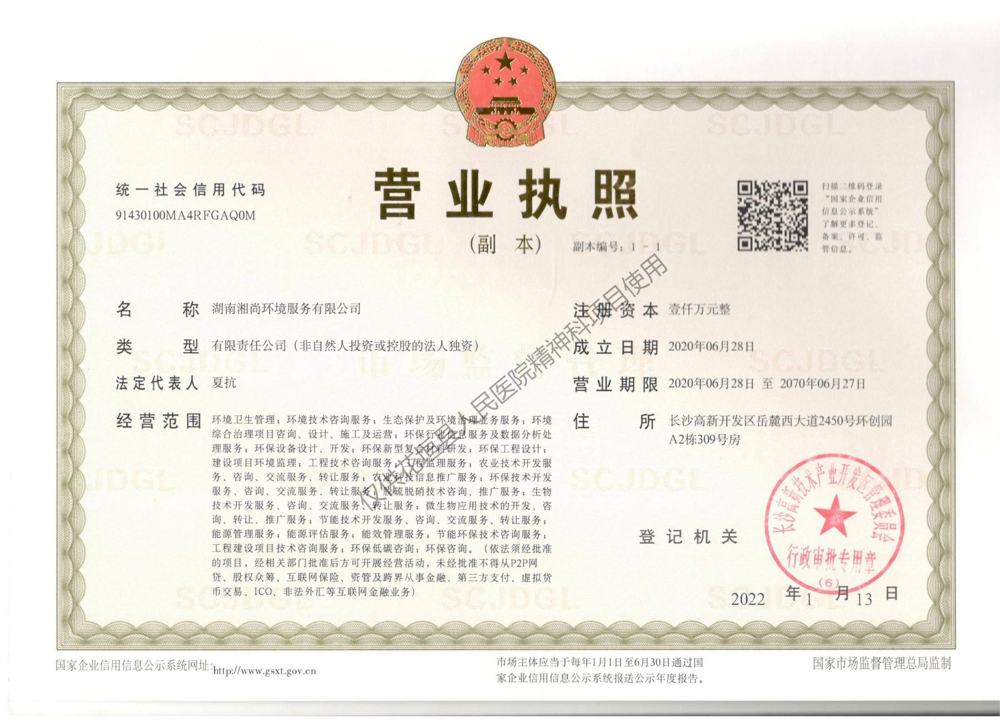 统一社会信用代码
91430100MA4RFGAQ0M
营业执照
(副 本)
副本编号：1－1
扫描二维码登录
“国家企业信用
信息公示系统”
了解更多登记、
备案、许可、监
管信息。
名称 湖南湘尚环境服务有限公司
类型 有限责任公司（非自然人投资或控股的法人独资）
法定代表人 夏抗
经营范围 环境卫生管理；环境技术咨询服务；生态保护及环境治理业务服务；环境
综合治理项目咨询、设计、施工及运营；环保行业信息服务及数据分析处
理服务；环保设备设计、开发；环保新型复合材料研发；环保工程设计；
建设项目环境监理；工程技术咨询服务；工程监理服务；农业技术开发服
务、咨询、交流服务、转让服务；农业科技信息推广服务；环保技术开发
服务、咨询、交流服务、转让服务；脱硫脱硝技术咨询、推广服务；生物
技术开发服务、咨询、交流服务、转让服务；微生物应用技术的开发、咨
询、转让、推广服务；节能技术开发服务、咨询、交流服务、转让服务；
能源管理服务；能源评估服务；能效管理服务；节能环保技术咨询服务；
工程建设项目技术咨询服务；环保低碳咨询；环保咨询。（依法须经批准
的项目，经相关部门批准后方可开展经营活动，未经批准不得从P2P网
贷、股权众筹、互联网保险、资管及跨界从事金融、第三方支付、虚拟货
币交易、ICO、非法外汇等互联网金融业务）
注册资本 壹仟万元整
成立日期 2020年06月28日
营业期限 2020年06月28日 至 2070年06月27日
住所 长沙高新开发区岳麓西大道2450号环创园
A2栋309号房
登记机关
长沙高新技术产业开发区管理委员会
行政审批专用章
(6)
2022 年 1 月 13 日
仅供花垣县人民医院精神科项目使用
国家企业信用信息公示系统网址：http://www.gsxt.gov.cn
市场主体应当于每年1月1日至6月30日通过国
家企业信用信息公示系统报送公示年度报告。
国家市场监督管理总局监制
SCJDGL
市场监督管理